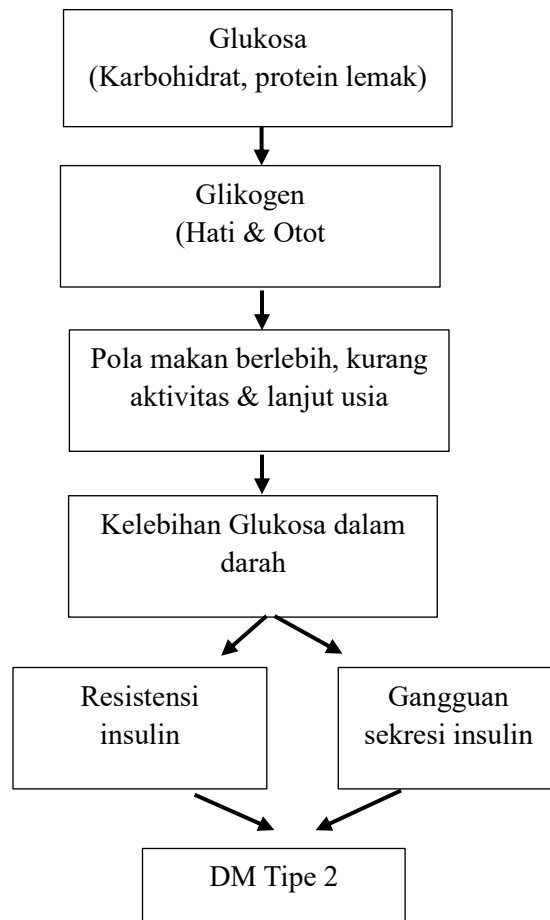 Glukosa
(Karbohidrat, protein lemak)
Glikogen
(Hati & Otot
Pola makan berlebih, kurang
aktivitas & lanjut usia
Kelebihan Glukosa dalam
darah
Resistensi
insulin
Gangguan
sekresi insulin
DM Tipe 2